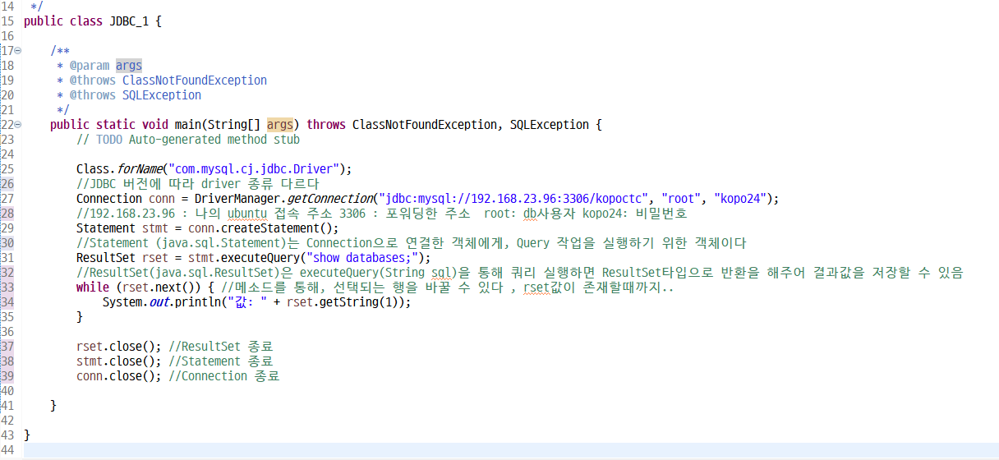 14  */
15 public class JDBC_1 {
16
17     /**
18      * @param args
19      * @throws ClassNotFoundException
20      * @throws SQLException
21      */
22     public static void main(String[] args) throws ClassNotFoundException, SQLException {
23         // TODO Auto-generated method stub
24
25         Class.forName("com.mysql.cj.jdbc.Driver");
26         //JDBC 버전에 따라 driver 종류 다르다
27         Connection conn = DriverManager.getConnection("jdbc:mysql://192.168.23.96:3306/kopoctc", "root", "kopo24");
28         //192.168.23.96 : 나의 ubuntu 접속 주소 3306 : 포워딩한 주소  root: db사용자 kopo24: 비밀번호
29         Statement stmt = conn.createStatement();
30         //Statement (java.sql.Statement)는 Connection으로 연결한 객체에게, Query 작업을 실행하기 위한 객체이다
31         ResultSet rset = stmt.executeQuery("show databases;");
32         //ResultSet(java.sql.ResultSet)은 executeQuery(String sql)을 통해 쿼리 실행하면 ResultSet타입으로 반환을 해주어 결과값을 저장할 수 있음
33         while (rset.next()) { //메소드를 통해, 선택되는 행을 바꿀 수 있다 , rset값이 존재할때까지..
34             System.out.println("값: " + rset.getString(1));
35         }
36
37         rset.close(); //ResultSet 종료
38         stmt.close(); //Statement 종료
39         conn.close(); //Connection 종료
40
41     }
42
43 }
44